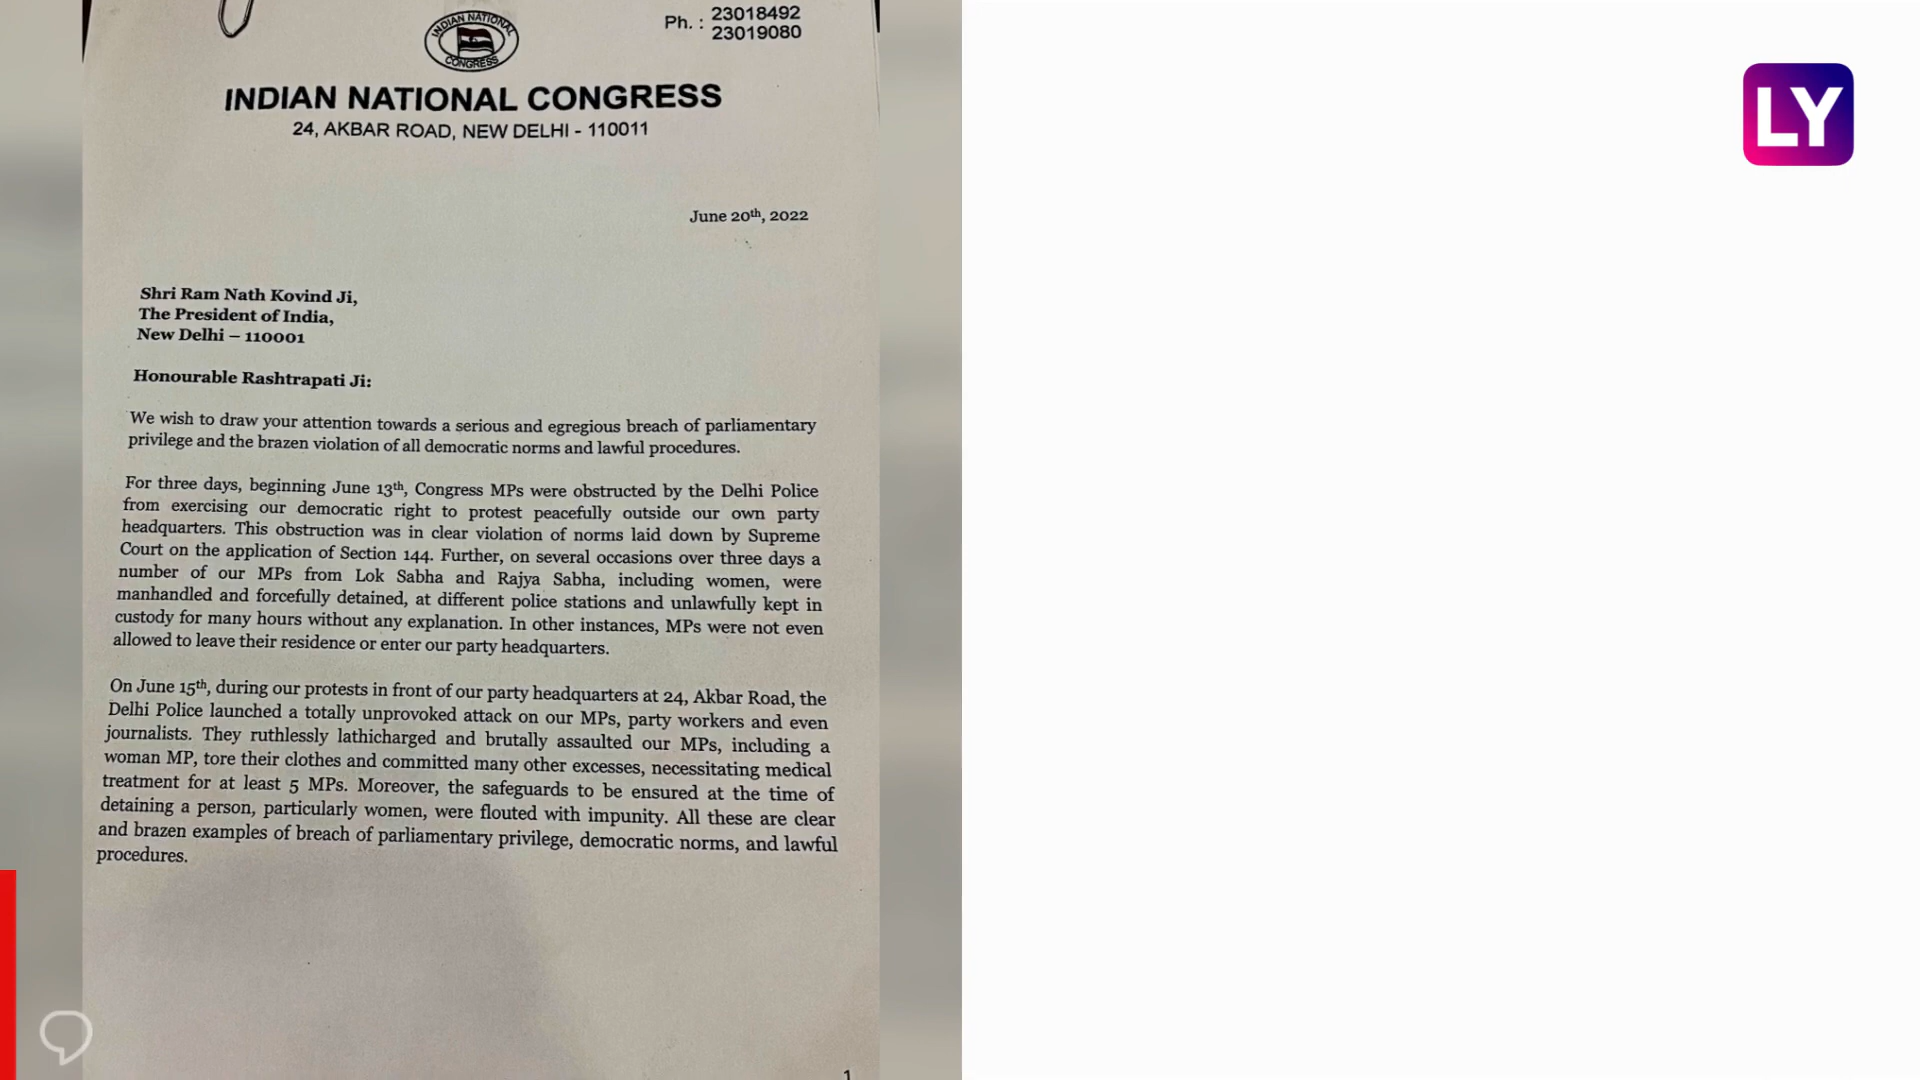 INDIAN NATIONAL
CONGRESS
Ph. : 23018492
23019080
INDIAN NATIONAL CONGRESS
24, AKBAR ROAD, NEW DELHI - 110011
LY
June 20th, 2022
Shri Ram Nath Kovind Ji,
The President of India,
New Delhi – 110001
Honourable Rashtrapati Ji:
We wish to draw your attention towards a serious and egregious breach of parliamentary
privilege and the brazen violation of all democratic norms and lawful procedures.
For three days, beginning June 13th, Congress MPs were obstructed by the Delhi Police
from exercising our democratic right to protest peacefully outside our own party
headquarters. This obstruction was in clear violation of norms laid down by Supreme
Court on the application of Section 144. Further, on several occasions over three days a
number of our MPs from Lok Sabha and Rajya Sabha, including women, were
manhandled and forcefully detained, at different police stations and unlawfully kept in
custody for many hours without any explanation. In other instances, MPs were not even
allowed to leave their residence or enter our party headquarters.
On June 15th, during our protests in front of our party headquarters at 24, Akbar Road, the
Delhi Police launched a totally unprovoked attack on our MPs, party workers and even
journalists. They ruthlessly lathicharged and brutally assaulted our MPs, including a
woman MP, tore their clothes and committed many other excesses, necessitating medical
treatment for at least 5 MPs. Moreover, the safeguards to be ensured at the time of
detaining a person, particularly women, were flouted with impunity. All these are clear
and brazen examples of breach of parliamentary privilege, democratic norms, and lawful
procedures.
1